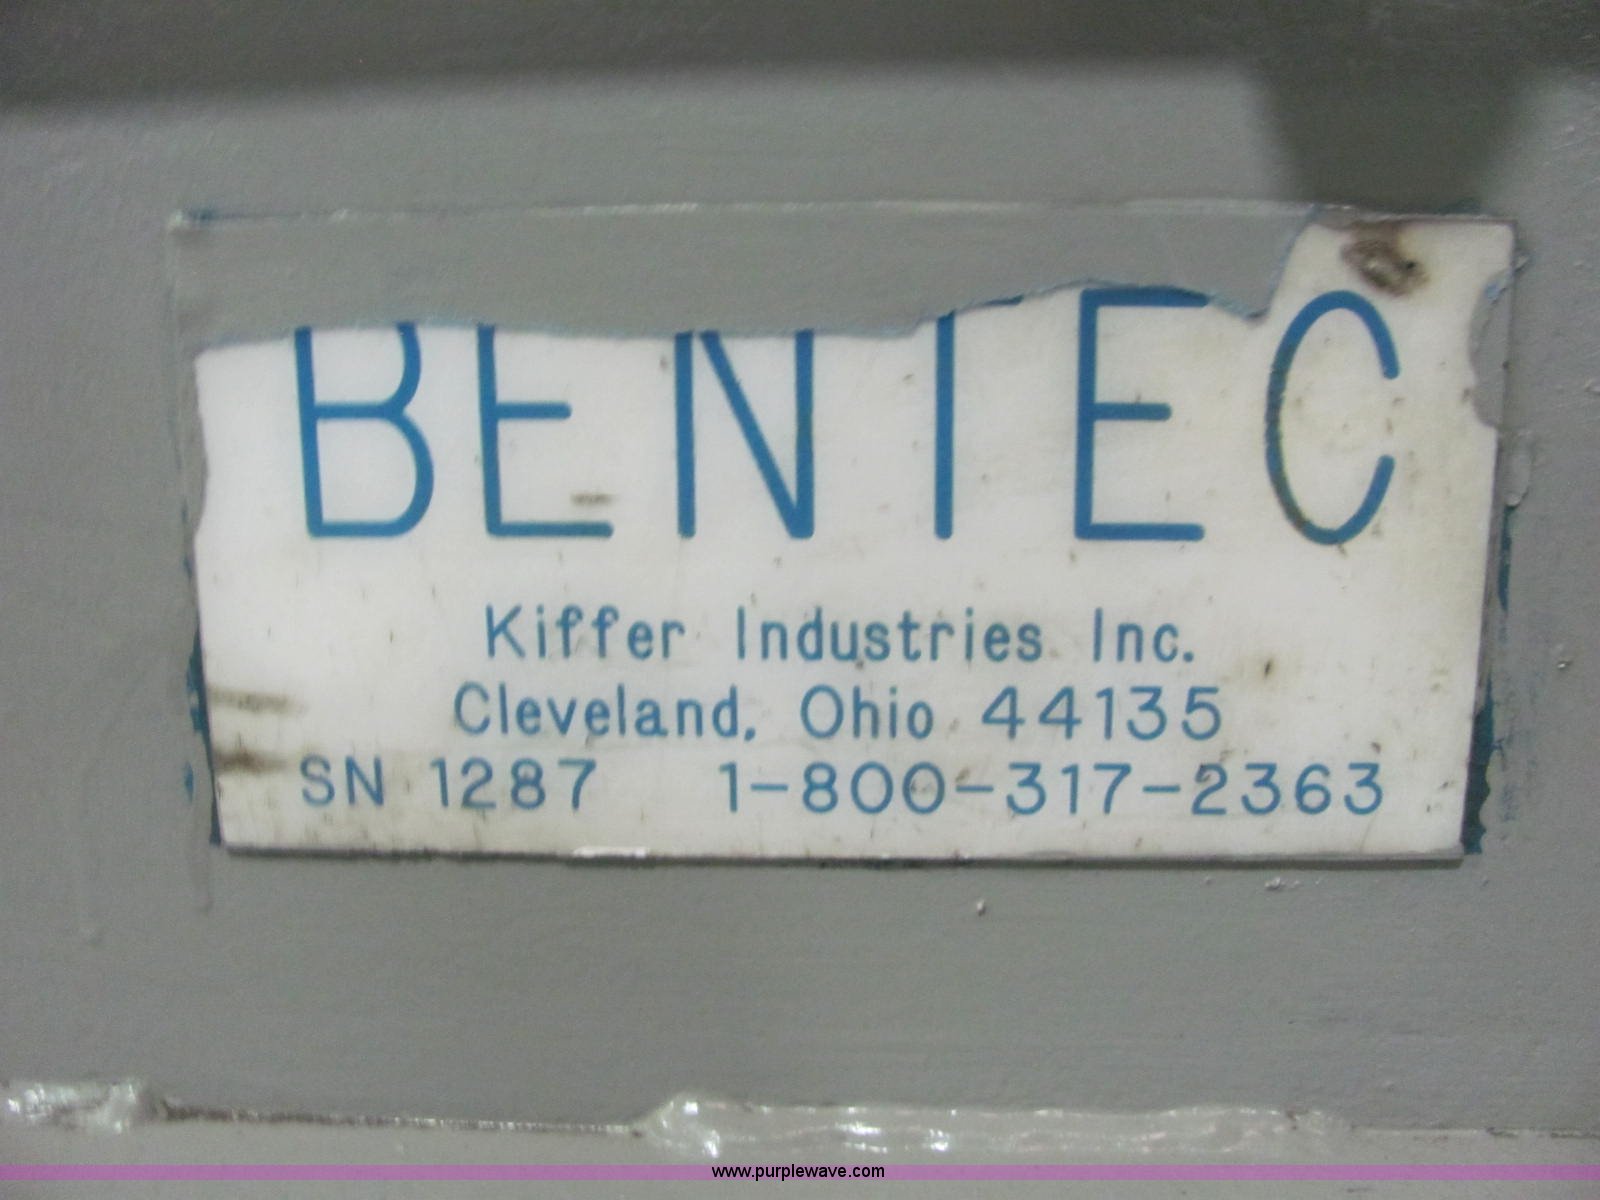 BENTEC
Kiffer Industries Inc.
Cleveland, Ohio 44135
SN 1287 1-800-317-2363
www.purplewave.com